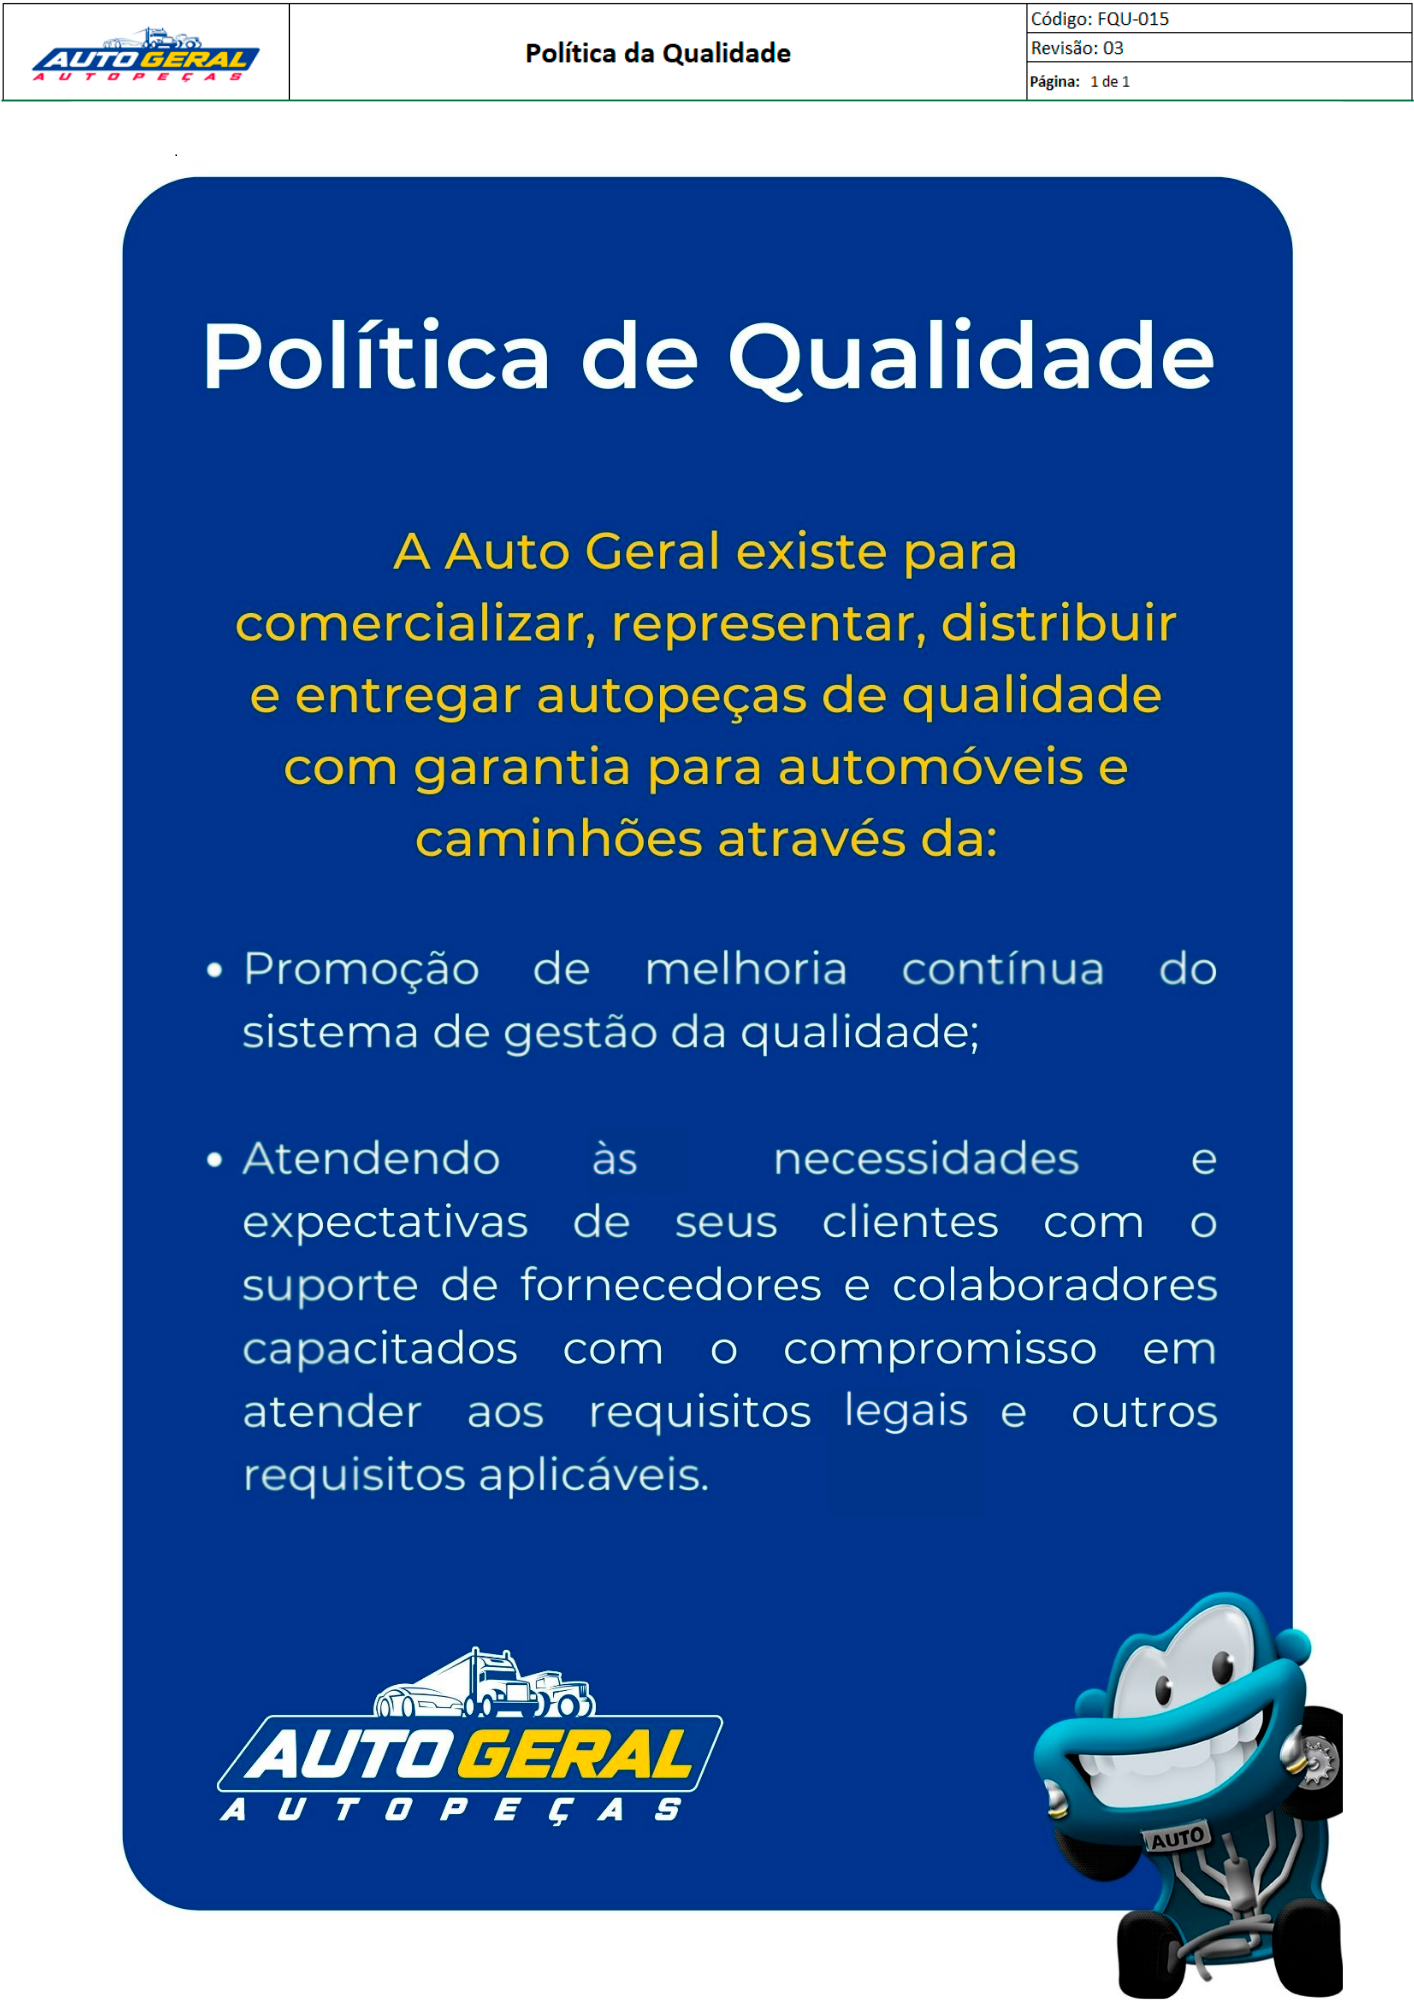 AUTO GERAL
AUTOPEÇAS
Política da Qualidade
Código: FQU-015
Revisão: 03
Página: 1 de 1
.
Política de Qualidade
A Auto Geral existe para
comercializar, representar, distribuir
e entregar autopeças de qualidade
com garantia para automóveis e
caminhões através da:
• Promoção de melhoria contínua do
sistema de gestão da qualidade;
• Atendendo às necessidades e
expectativas de seus clientes com o
suporte de fornecedores e colaboradores
capacitados com o compromisso em
atender aos requisitos legais e outros
requisitos aplicáveis.
AUTO GERAL
AUTOPEÇAS
AUTO